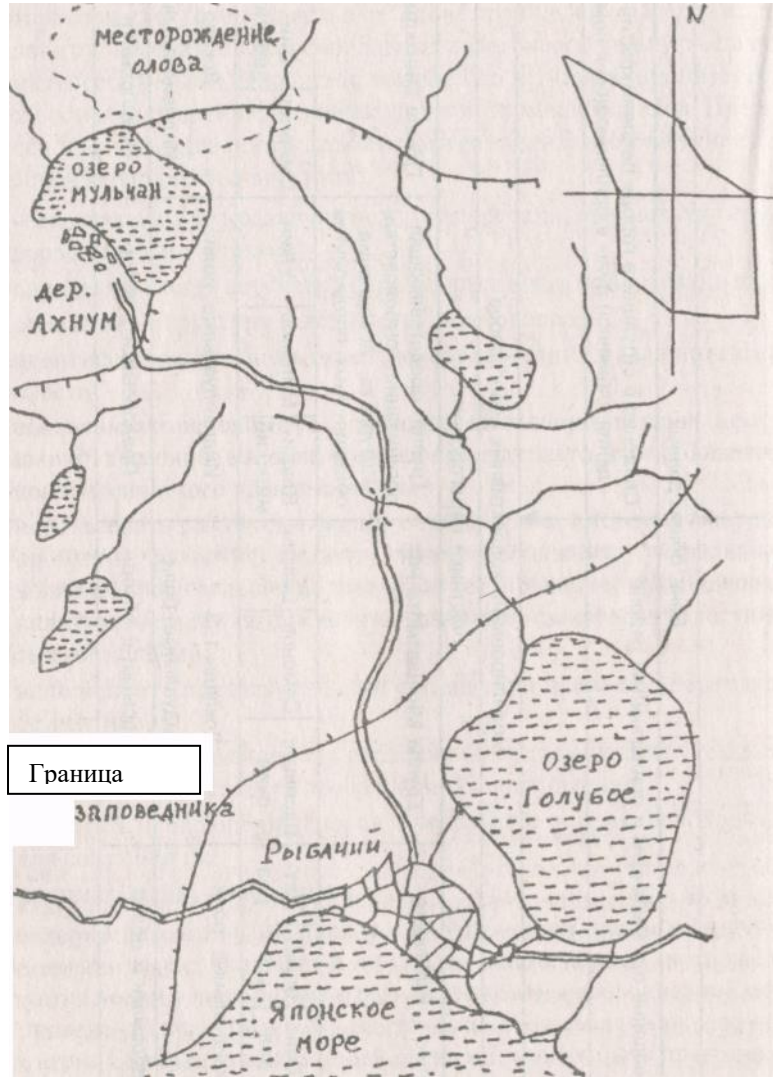 N
месторождение
олова
озеро
Мульчан
дер.
Ахнум
Озеро
Голубое
Граница
заповедника
Рыбачий
Японское
море